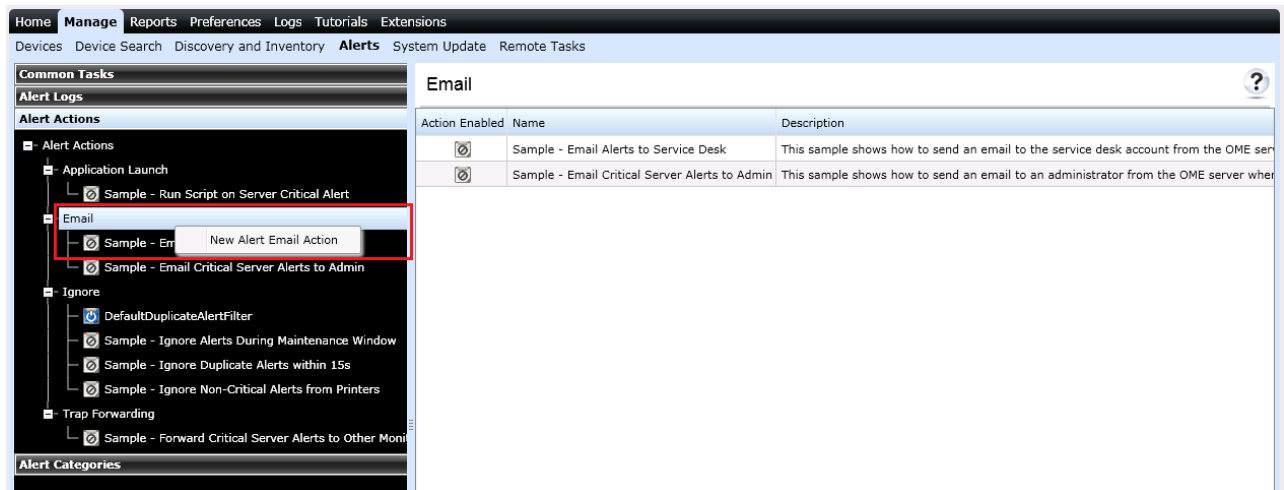 Home Manage Reports Preferences Logs Tutorials Extensions
Devices Device Search Discovery and Inventory Alerts System Update Remote Tasks
Common Tasks
Alert Logs
Alert Actions
Alert Actions
Application Launch
Sample - Run Script on Server Critical Alert
Email
Sample - Em
New Alert Email Action
Sample - Email Critical Server Alerts to Admin
Ignore
DefaultDuplicateAlertFilter
Sample - Ignore Alerts During Maintenance Window
Sample - Ignore Duplicate Alerts within 15s
Sample - Ignore Non-Critical Alerts from Printers
Trap Forwarding
Sample - Forward Critical Server Alerts to Other Moni
Alert Categories
Email
?
Action Enabled Name Description
Sample - Email Alerts to Service Desk This sample shows how to send an email to the service desk account from the OME ser
Sample - Email Critical Server Alerts to Admin This sample shows how to send an email to an administrator from the OME server wher